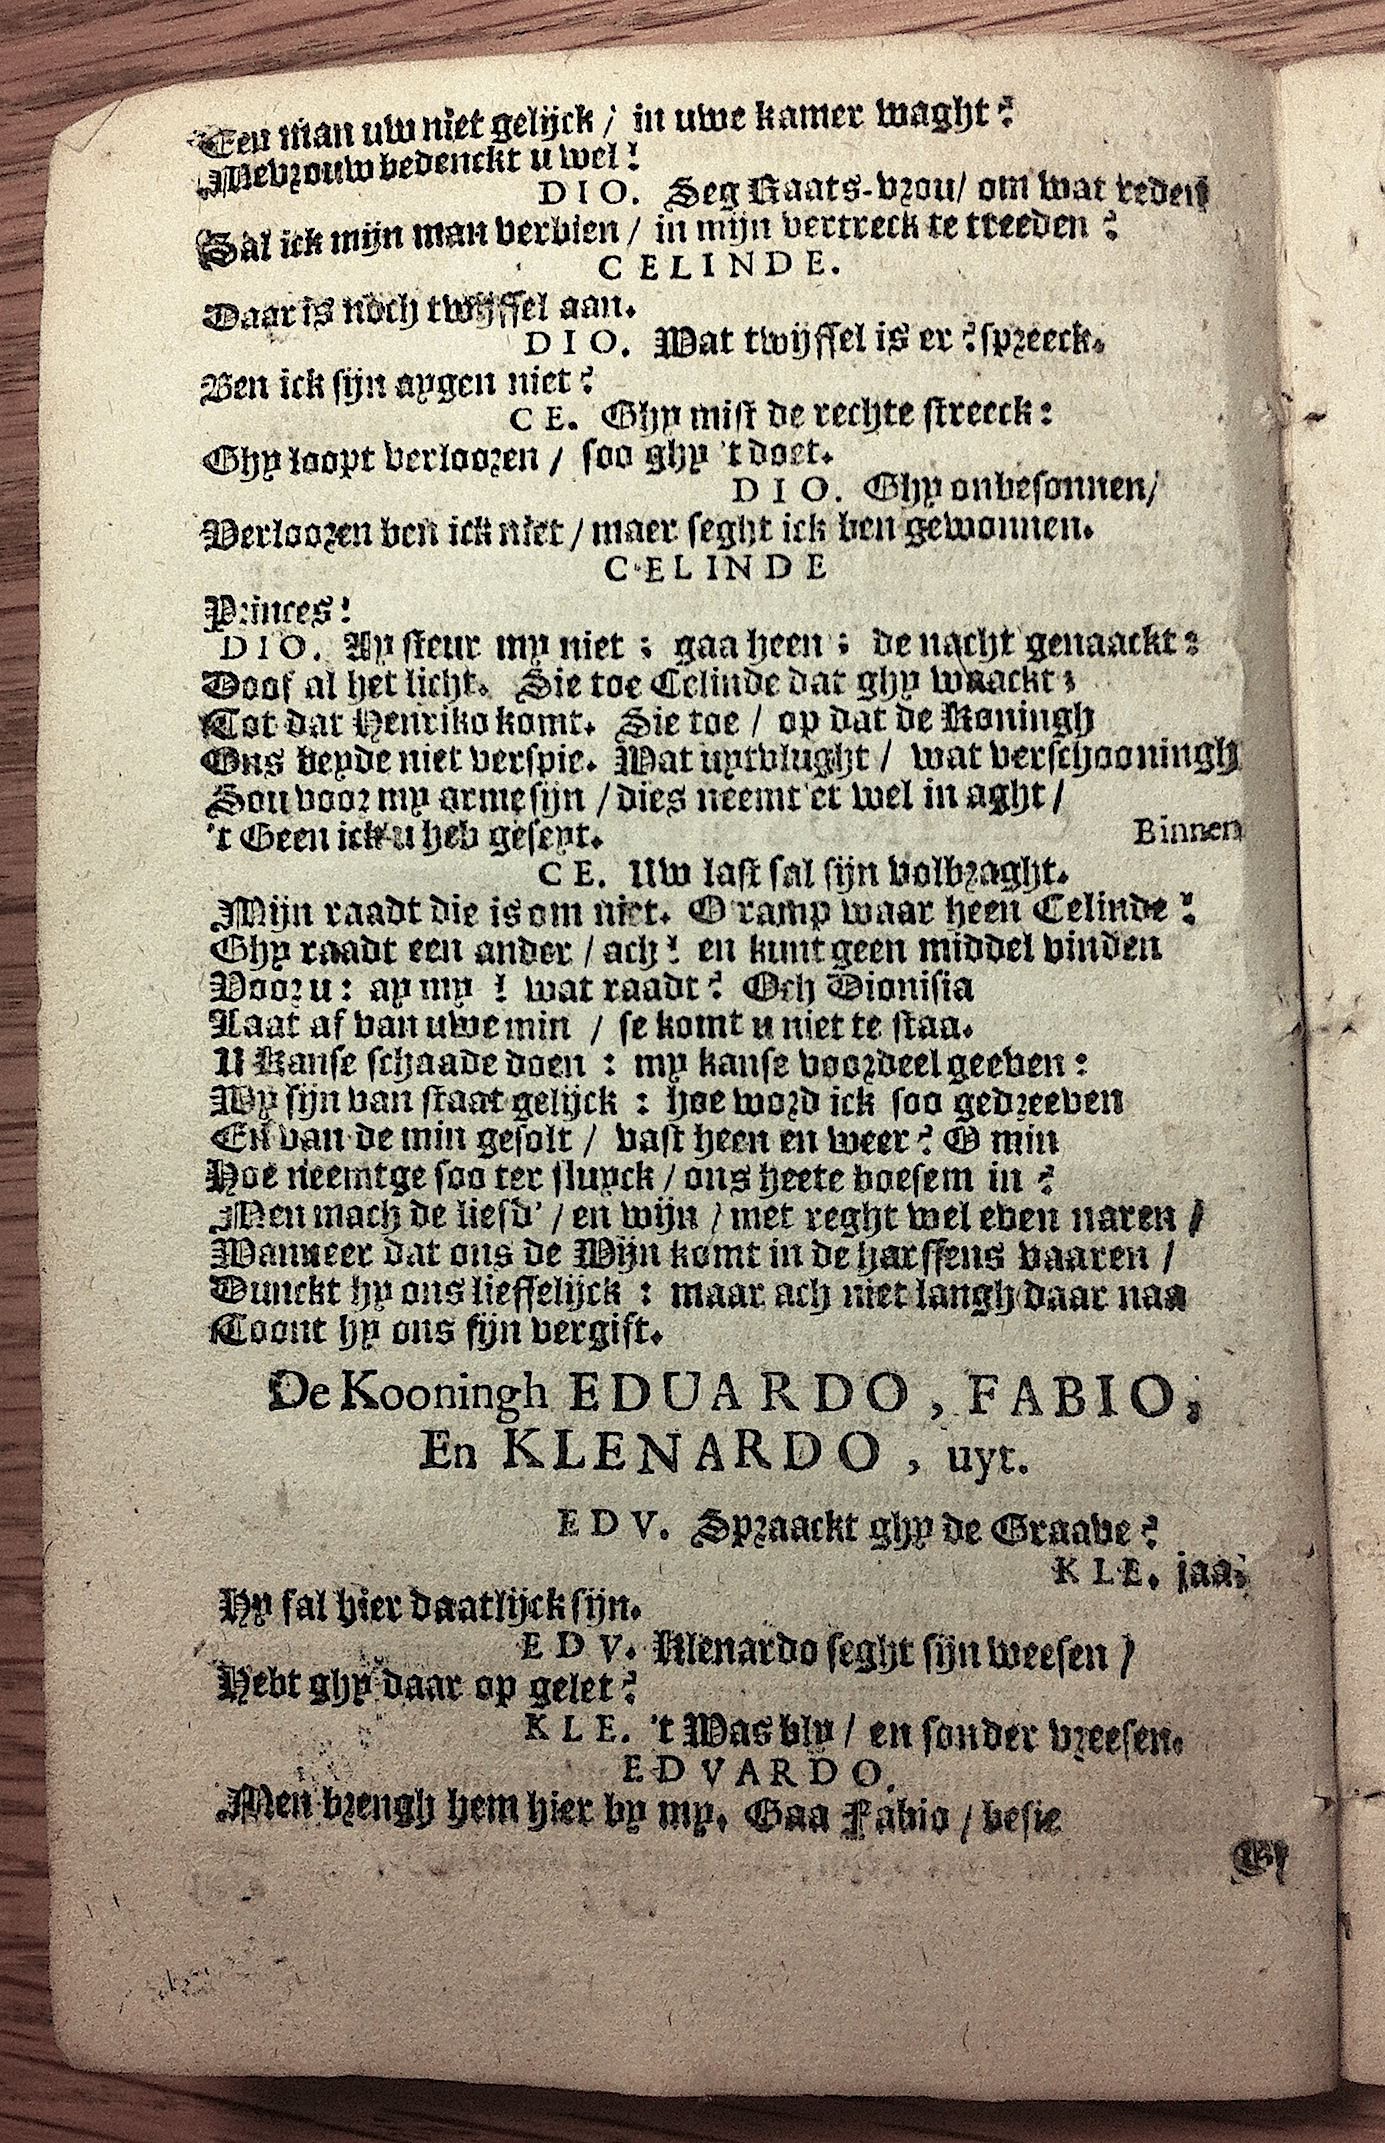 Een man uw niet gelijck / in uwe kamer waght?
Mevrouw bedenckt u wel!
DIO. Seg Raats-vrou / om wat reden
Sal ick mijn man verbien / in mijn vertreck te treeden?
CELINDE.
Daar is noch twijffel aan.
DIO. Wat twijffel is er? spreeck.
Ben ick sijn aygen niet?
CE. Ghy mist de rechte streeck:
Ghy loopt verloozen / soo ghy 't doet.
DIO. Ghy onbesonnen /
Verloozen ben ick niet / maer seght ick ben gewonnen.
CELINDE
Princes!
DIO. Ay steur my niet; gaa heen; de nacht genaackt:
Doof al het licht. Sie toe Celinde dat ghy waackt;
Tot dat Henriko komt. Sie toe / op dat de Koningh
Ons beyde niet verspie. Wat uytvlught / wat verschooningh
Sou voor my arme sijn / dies neemt'et wel in aght /
't Geen ick u heb geseyt. Binnen
CE. Uw last sal sijn volbraght.
Mijn raadt die is om niet. O ramp waar heen Celinde?
Ghy raadt een ander / ach! en kunt geen middel vinden
Voor u: ay my! wat raadt? Och Dionisia
Laat af van uwe min / se komt u niet te staa.
U Kanse schaade doen: my kanse voordeel geeven:
Wy sijn van staat gelijck: hoe word ick soo gedreeven
En van de min gesolt / vast heen en weer? O min
Hoe neemtge soo ter sluyck / ons heete boesem in?
Men mach de liefd' / en wijn / met reght wel even naren /
Wanneer dat ons de Wijn komt in de harssens vaaren /
Dunckt hy ons lieffelijck: maar ach niet langh daar naa
Toont hy ons sijn vergift.
De Kooningh EDUARDO, FABIO,
En KLENARDO, uyt.
EDV. Spraackt ghy de Graave?
KLE. jaa:
Hy sal hier daatlijck sijn.
EDV. Klenardo seght sijn weesen /
Hebt ghy daar op gelet?
KLE. 't Was bly / en sonder vreesen.
EDVARDO.
Men brengh hem hier by my. Gaa Fabio / besie